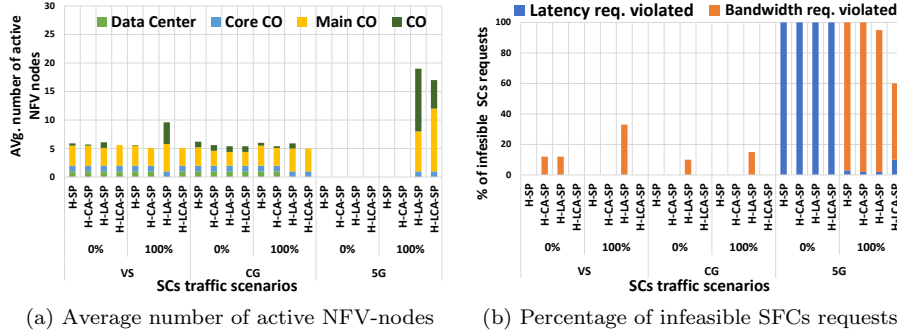 Data Center Core CO Main CO CO
AVg. number of active
NFV nodes
30
25
20
15
10
5
0
H-SP H-CA-SP H-LA-SP H-LCA-SP H-SP H-CA-SP H-LA-SP H-LCA-SP H-SP H-CA-SP H-LA-SP H-LCA-SP H-SP H-CA-SP H-LA-SP H-LCA-SP H-SP H-CA-SP H-LA-SP H-LCA-SP H-SP H-CA-SP H-LA-SP H-LCA-SP
0% 100% 0% 100% 0% 100%
VS CG 5G
SCs traffic scenarios
(a) Average number of active NFV-nodes
Latency req. violated Bandwidth req. violated
% of infesible SCs requests
100
80
60
40
20
0
H-SP H-CA-SP H-LA-SP H-LCA-SP H-SP H-CA-SP H-LA-SP H-LCA-SP H-SP H-CA-SP H-LA-SP H-LCA-SP H-SP H-CA-SP H-LA-SP H-LCA-SP H-SP H-CA-SP H-LA-SP H-LCA-SP H-SP H-CA-SP H-LA-SP H-LCA-SP
0% 100% 0% 100% 0% 100%
VS CG 5G
SCs traffic scenarios
(b) Percentage of infeasible SFCs requests